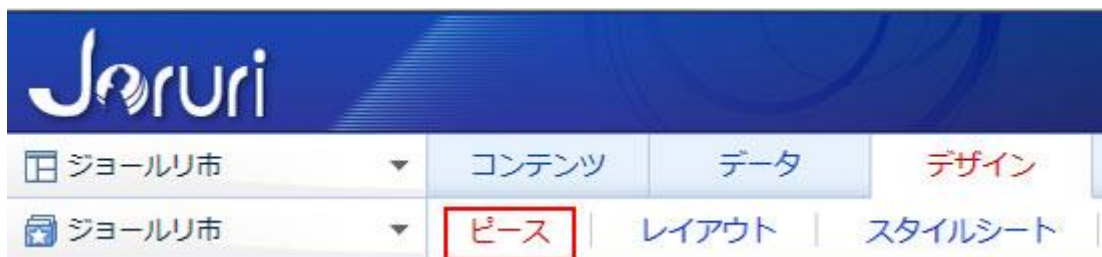 Joruri
ジョールリ市 コンテンツ データ デザイン
ジョールリ市 ピース レイアウト スタイルシート